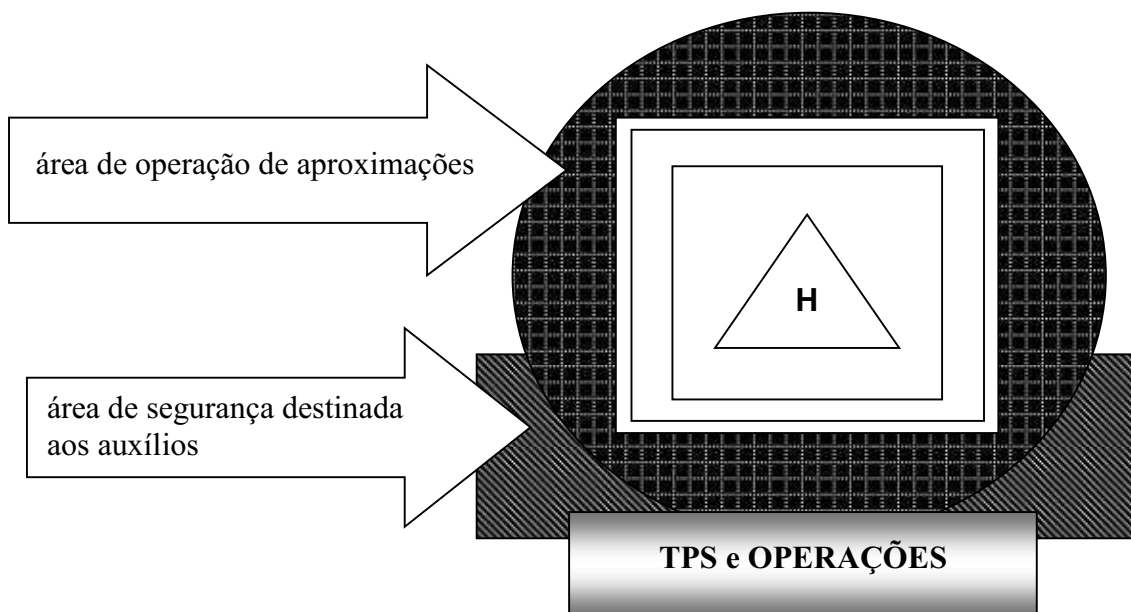 área de operação de aproximações
H
área de segurança destinada
aos auxílios
TPS e OPERAÇÕES